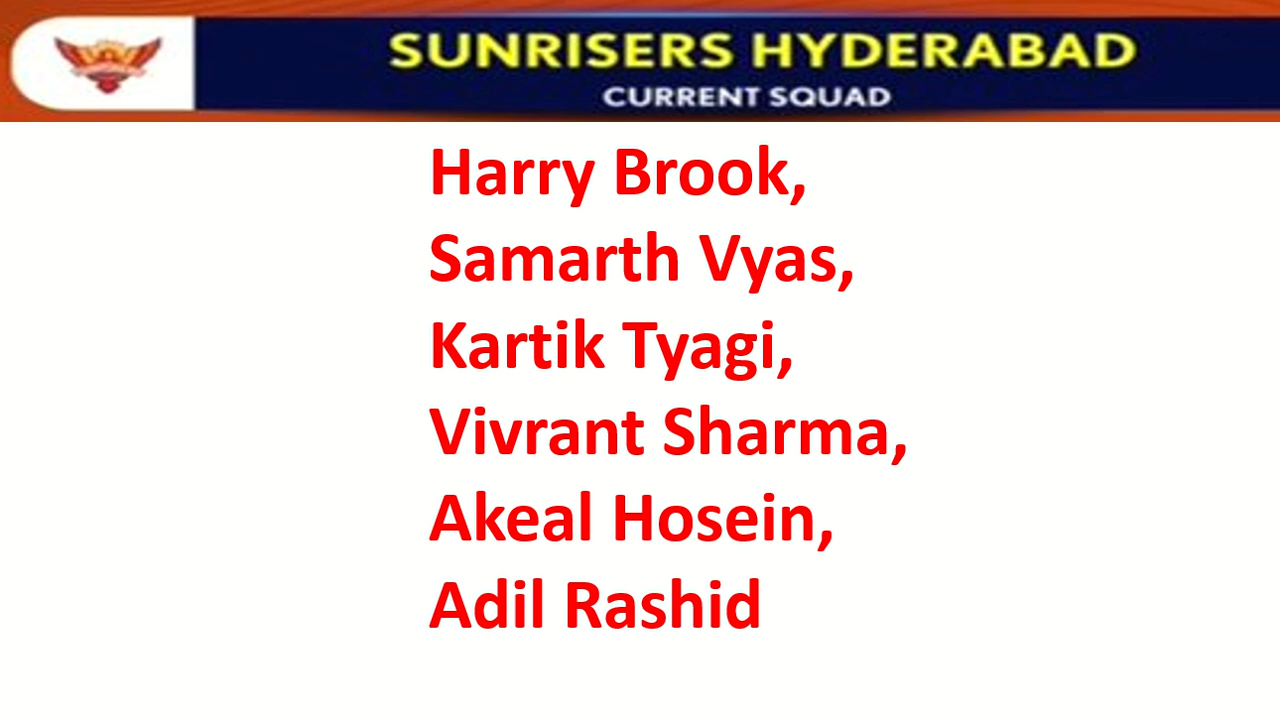 SUNRISERS HYDERABAD
CURRENT SQUAD
Harry Brook,
Samarth Vyas,
Kartik Tyagi,
Vivrant Sharma,
Akeal Hosein,
Adil Rashid